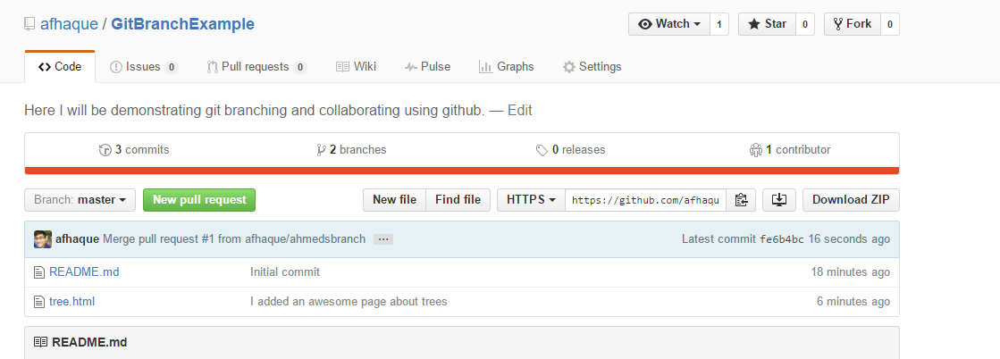 afhaque / GitBranchExample Watch 1 Star 0 Fork 0
Code Issues 0 Pull requests 0 Wiki Pulse Graphs Settings
Here I will be demonstrating git branching and collaborating using github. — Edit
3 commits 2 branches 0 releases 1 contributor
Branch: master New pull request New file Find file HTTPS https://github.com/afhaqu Download ZIP
afhaque Merge pull request #1 from afhaque/ahmedsbranch ... Latest commit fe6b4bc 16 seconds ago
README.md Initial commit 18 minutes ago
tree.html I added an awesome page about trees 6 minutes ago
README.md